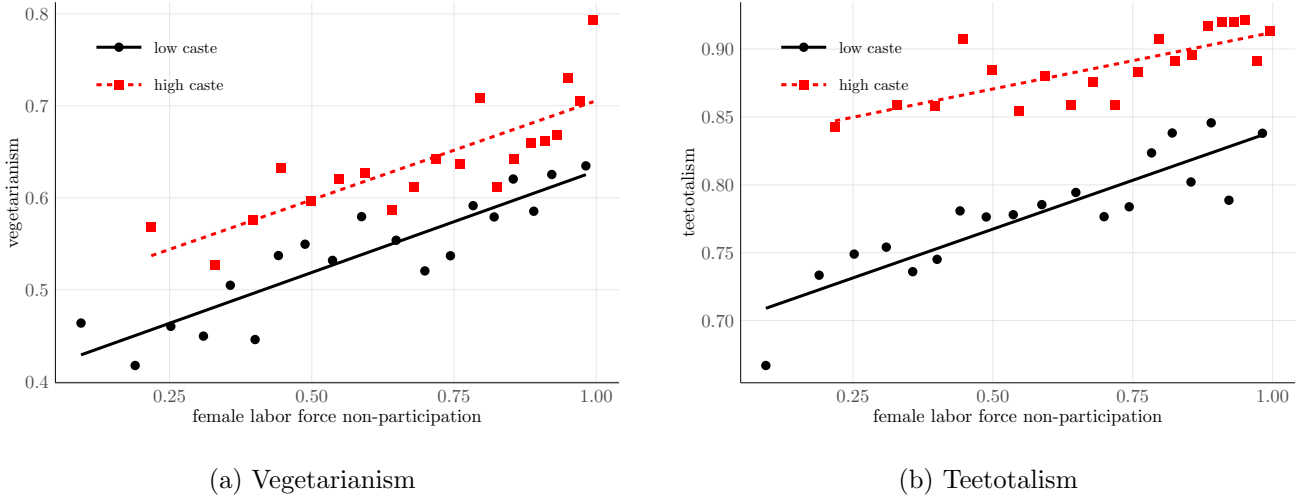 0.8
0.7
0.6
0.5
0.4
vegetarianism
low caste
high caste
0.25 0.50 0.75 1.00
female labor force non-participation
(a) Vegetarianism
0.90
0.85
0.80
0.75
0.70
teetotalism
low caste
high caste
0.25 0.50 0.75 1.00
female labor force non-participation
(b) Teetotalism